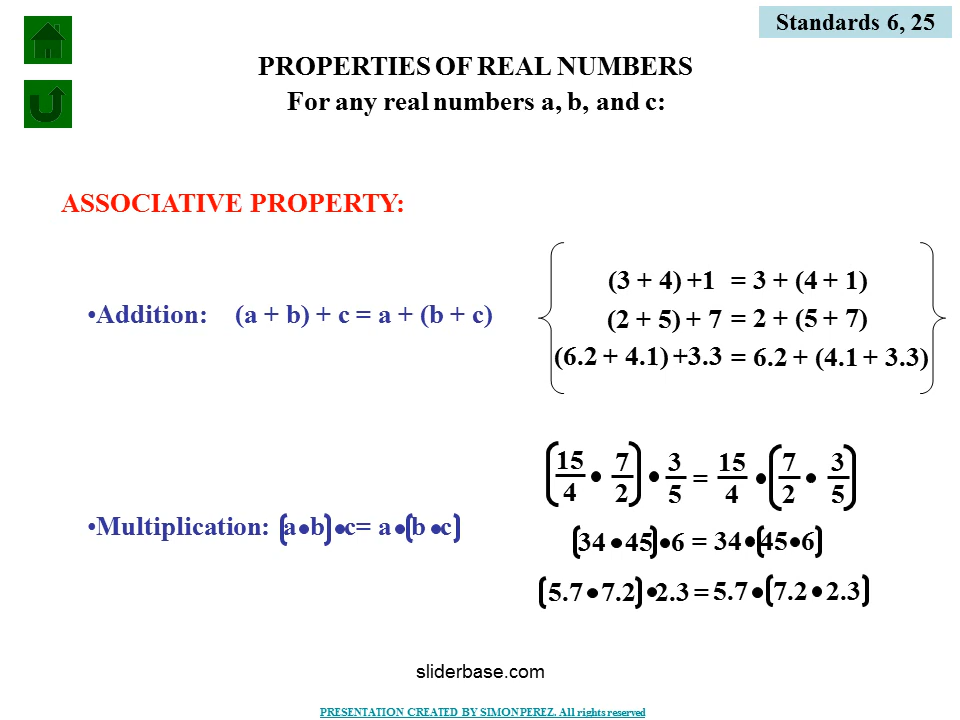 Standards 6, 25
PROPERTIES OF REAL NUMBERS
For any real numbers a, b, and c:
ASSOCIATIVE PROPERTY:
•Addition: (a + b) + c = a + (b + c)
(3 + 4) +1 = 3 + (4 + 1)
(2 + 5) + 7 = 2 + (5 + 7)
(6.2 + 4.1) +3.3 = 6.2 + (4.1 + 3.3)
•Multiplication: [a•b]•c= a•[b•c]
[15/4 • 7/2] • 3/5 = 15/4 • [7/2 • 3/5]
[34•45]•6 = 34•[45•6]
[5.7•7.2]•2.3 = 5.7•[7.2•2.3]
sliderbase.com
PRESENTATION CREATED BY SIMON PEREZ. All rights reserved